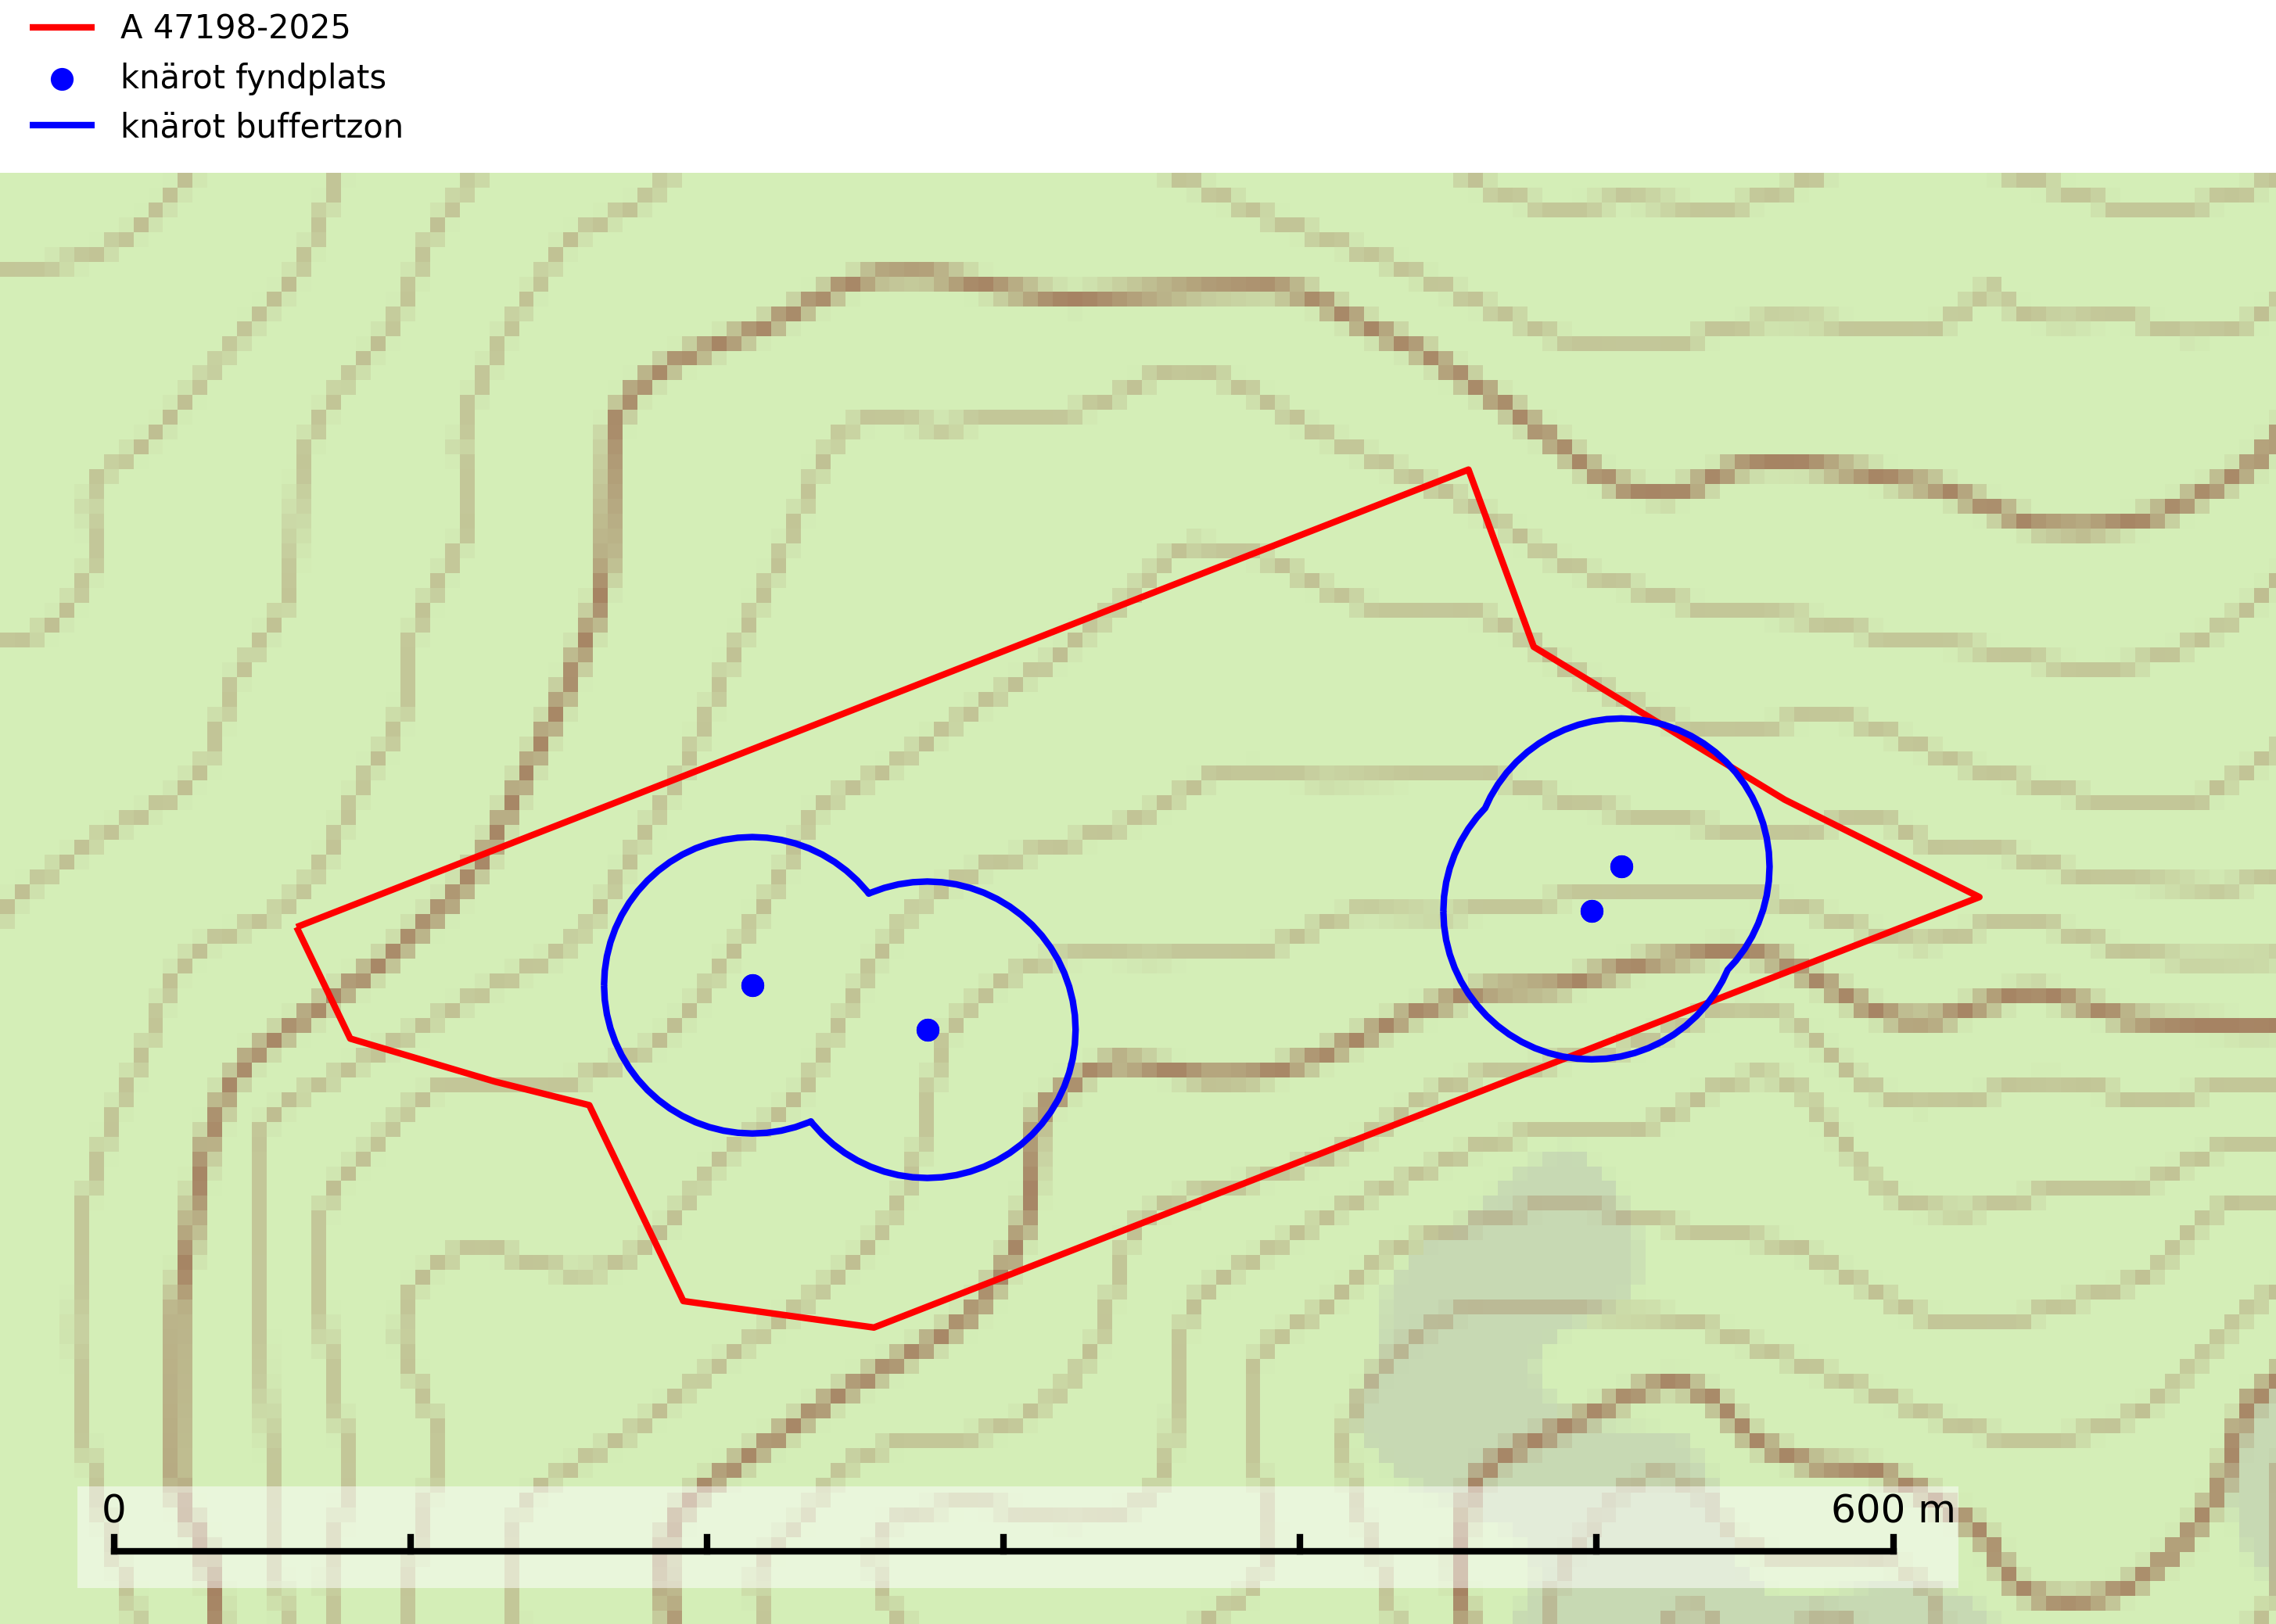 A 47198-2025
knärot fyndplats
knärot buffertzon
0
600 m